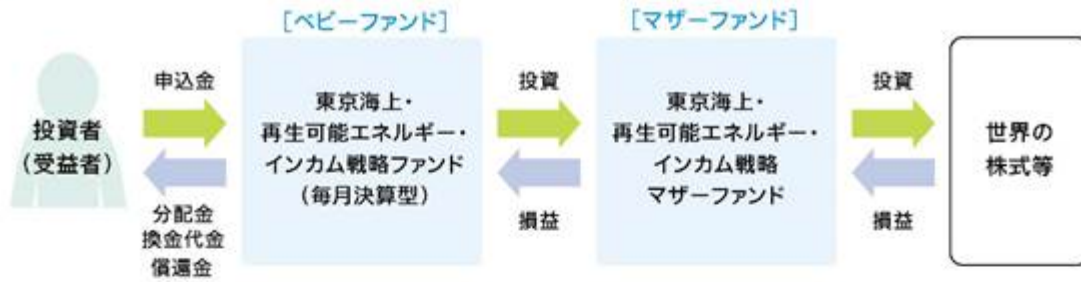 [ベビーファンド]
[マザーファンド]
投資者
(受益者)
申込金
分配金
換金代金
償還金
東京海上・
再生可能エネルギー・
インカム戦略ファンド
(毎月決算型)
投資
損益
東京海上・
再生可能エネルギー・
インカム戦略
マザーファンド
投資
損益
世界の
株式等